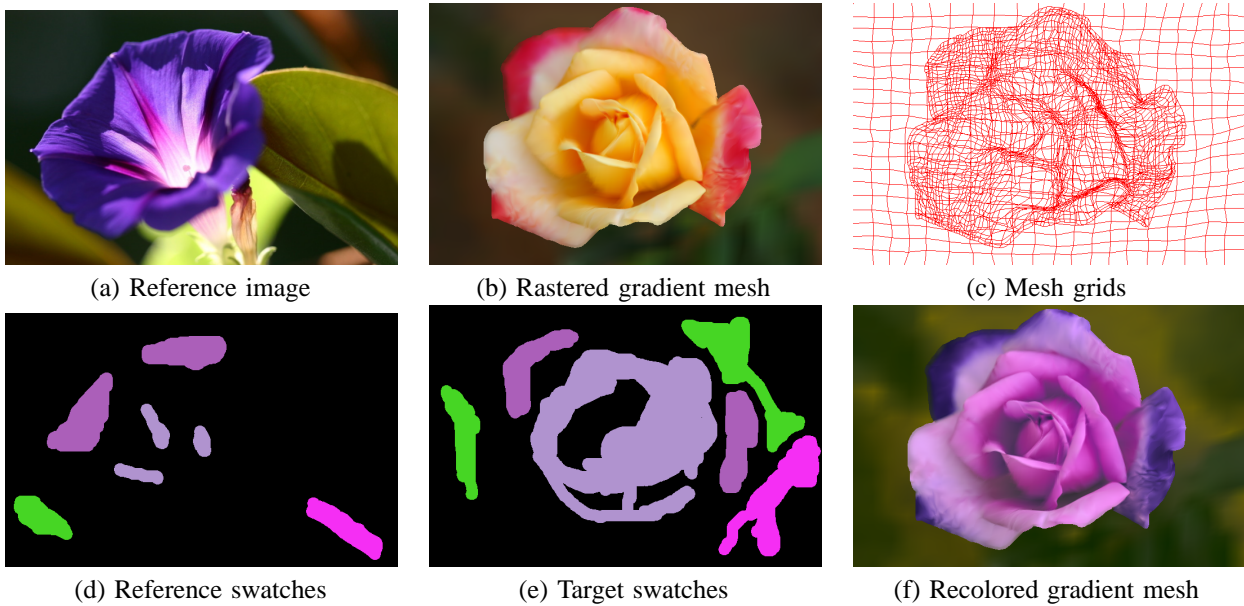 (a) Reference image
(b) Rastered gradient mesh
(c) Mesh grids
(d) Reference swatches
(e) Target swatches
(f) Recolored gradient mesh